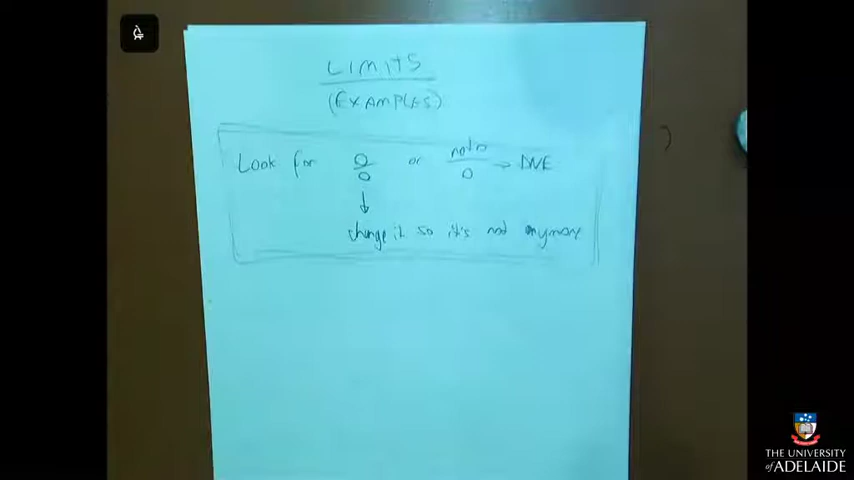 LIMITS
(EXAMPLES)
Look for 0/0 or not 0/0 → DNE
↓
change it so it's not anymore
THE UNIVERSITY
of ADELAIDE